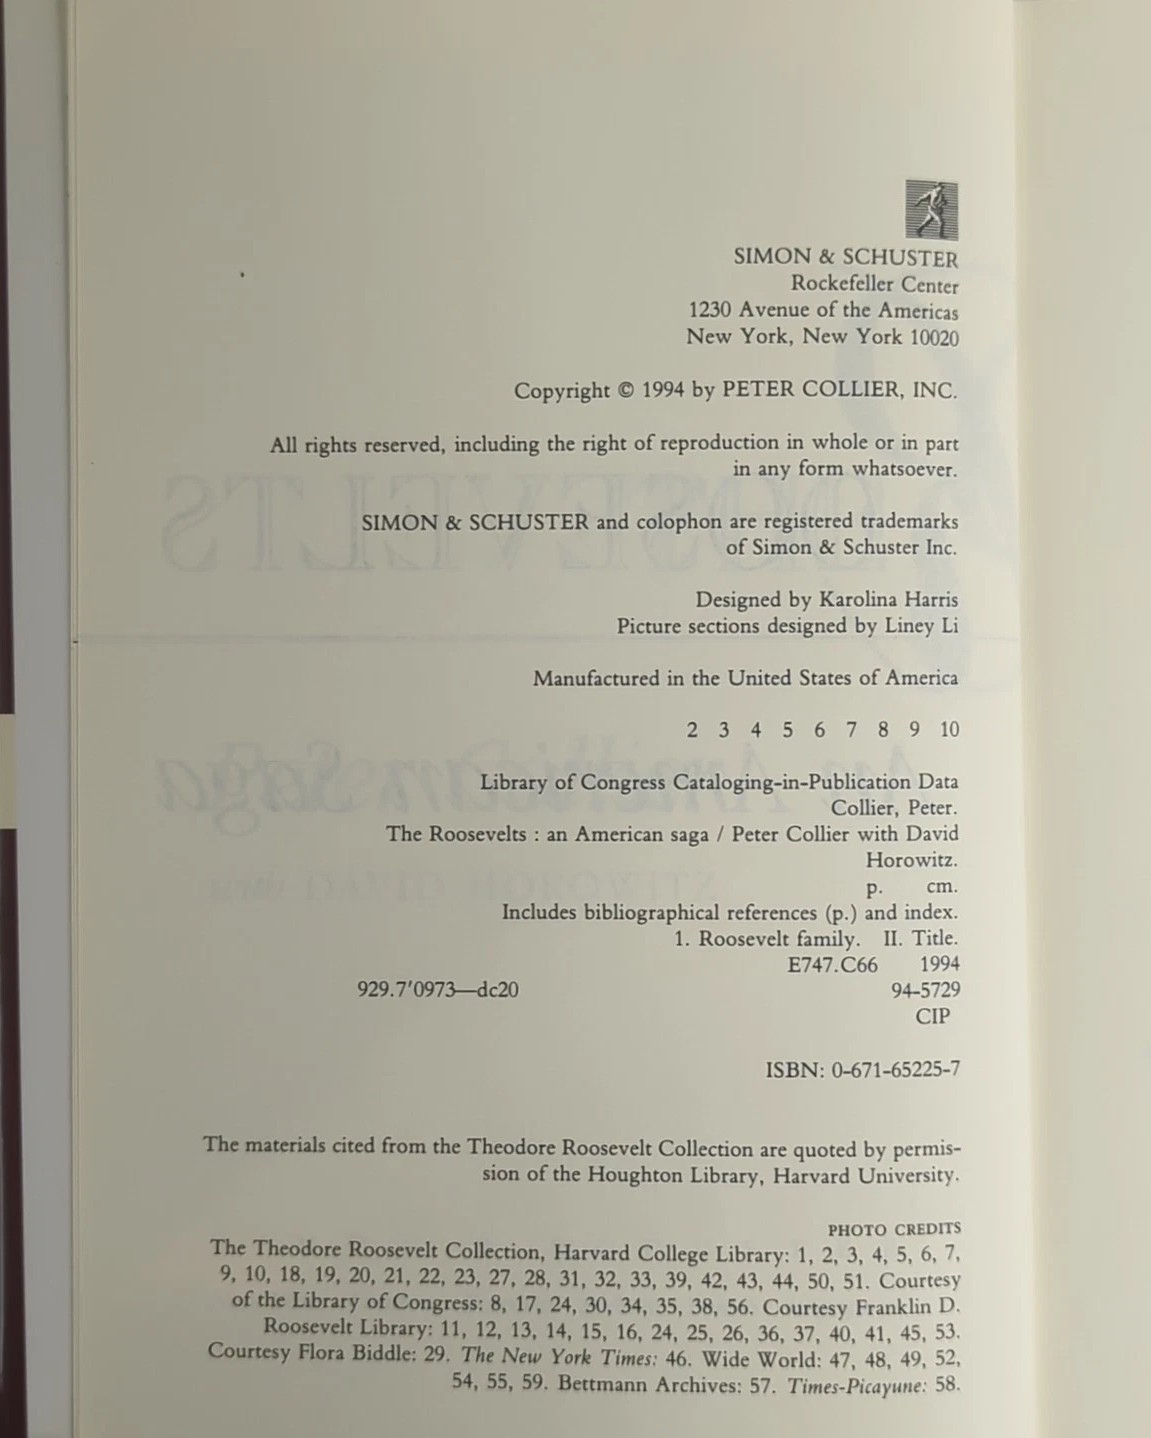 SIMON & SCHUSTER
Rockefeller Center
1230 Avenue of the Americas
New York, New York 10020
Copyright © 1994 by PETER COLLIER, INC.
All rights reserved, including the right of reproduction in whole or in part
in any form whatsoever.
SIMON & SCHUSTER and colophon are registered trademarks
of Simon & Schuster Inc.
Designed by Karolina Harris
Picture sections designed by Liney Li
Manufactured in the United States of America
2 3 4 5 6 7 8 9 10
Library of Congress Cataloging-in-Publication Data
Collier, Peter.
The Roosevelts : an American saga / Peter Collier with David
Horowitz.
p. cm.
Includes bibliographical references (p.) and index.
1. Roosevelt family. II. Title.
E747.C66 1994
929.7'0973—dc20 94-5729
CIP
ISBN: 0-671-65225-7
The materials cited from the Theodore Roosevelt Collection are quoted by permis-
sion of the Houghton Library, Harvard University.
PHOTO CREDITS
The Theodore Roosevelt Collection, Harvard College Library: 1, 2, 3, 4, 5, 6, 7,
9, 10, 18, 19, 20, 21, 22, 23, 27, 28, 31, 32, 33, 39, 42, 43, 44, 50, 51. Courtesy
of the Library of Congress: 8, 17, 24, 30, 34, 35, 38, 56. Courtesy Franklin D.
Roosevelt Library: 11, 12, 13, 14, 15, 16, 24, 25, 26, 36, 37, 40, 41, 45, 53.
Courtesy Flora Biddle: 29. The New York Times: 46. Wide World: 47, 48, 49, 52,
54, 55, 59. Bettmann Archives: 57. Times-Picayune: 58.